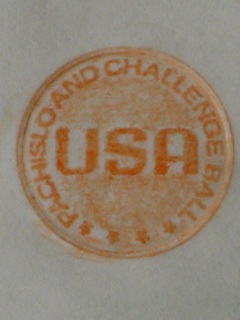 PACHISLO AND CHALLENGE BALL
USA